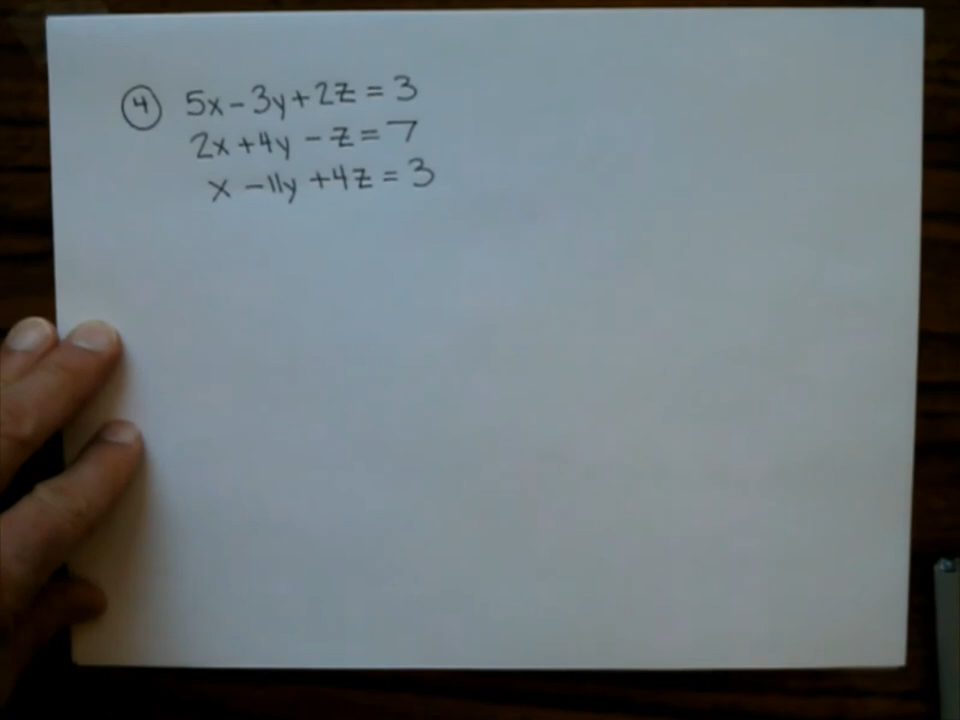 ④ 5x - 3y + 2z = 3
2x + 4y - z = 7
x - 11y + 4z = 3